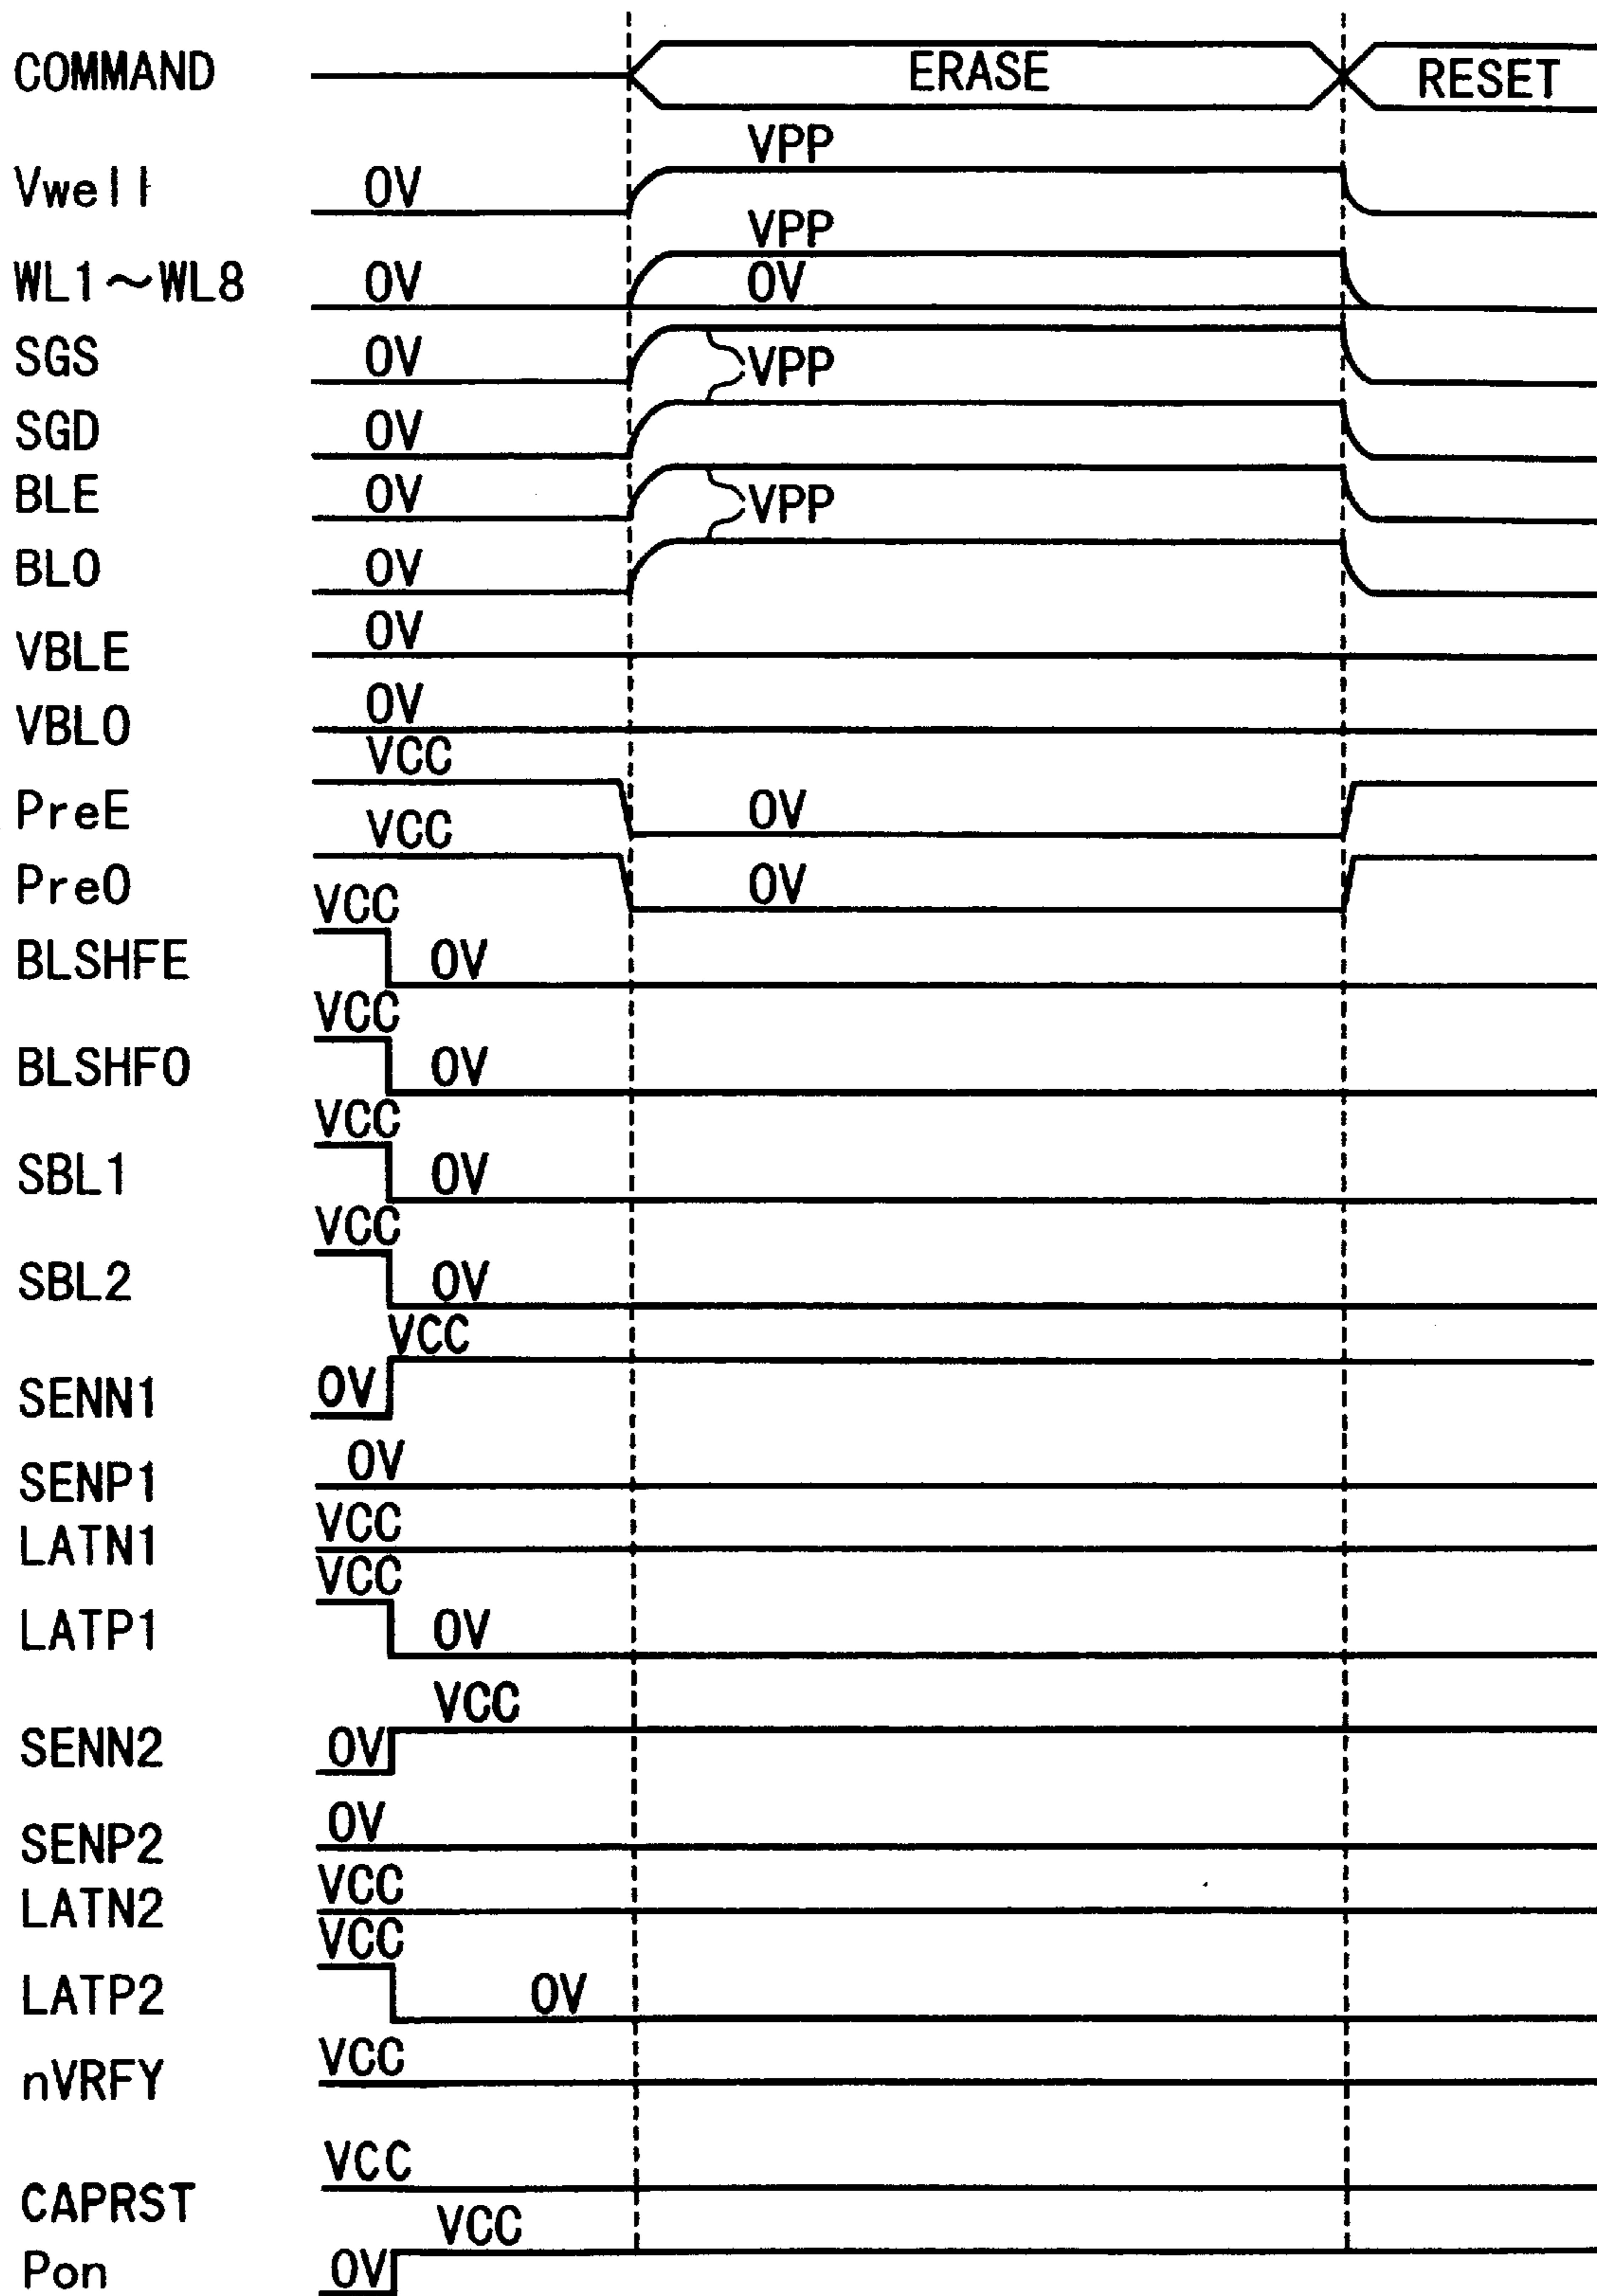 COMMAND ERASE RESET
VPP
Vwell 0V
VPP
WL1～WL8 0V 0V
SGS 0V VPP
SGD 0V
BLE 0V VPP
BLO 0V
0V
VBLE
0V
VBLO
VCC
PreE 0V
VCC
PreO 0V
VCC
BLSHFE 0V
VCC
BLSHFO 0V
VCC
SBL1 0V
VCC
SBL2 0V
VCC
SENN1 0V
0V
SENP1
VCC
LATN1
VCC
LATP1 0V
VCC
SENN2 0V
0V
SENP2
VCC
LATN2
VCC
LATP2 0V
VCC
nVRFY
VCC
CAPRST
VCC
Pon 0V